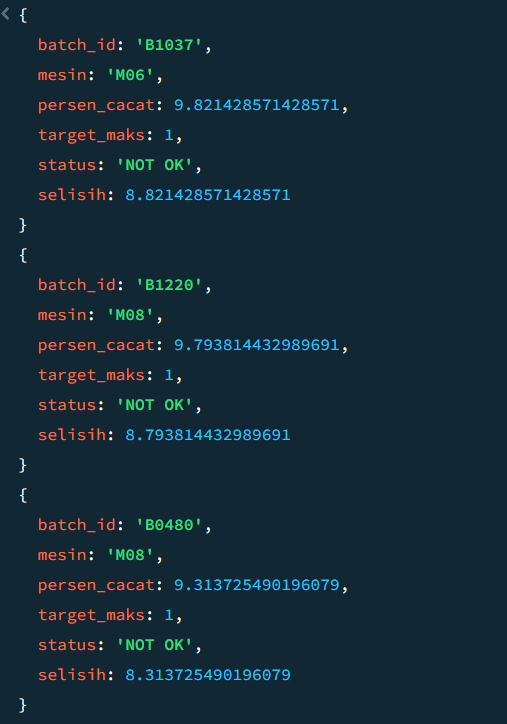 {
batch_id: 'B1037',
mesin: 'M06',
persen_cacat: 9.821428571428571,
target_maks: 1,
status: 'NOT OK',
selisih: 8.821428571428571
}
{
batch_id: 'B1220',
mesin: 'M08',
persen_cacat: 9.793814432989691,
target_maks: 1,
status: 'NOT OK',
selisih: 8.793814432989691
}
{
batch_id: 'B0480',
mesin: 'M08',
persen_cacat: 9.313725490196079,
target_maks: 1,
status: 'NOT OK',
selisih: 8.313725490196079
}